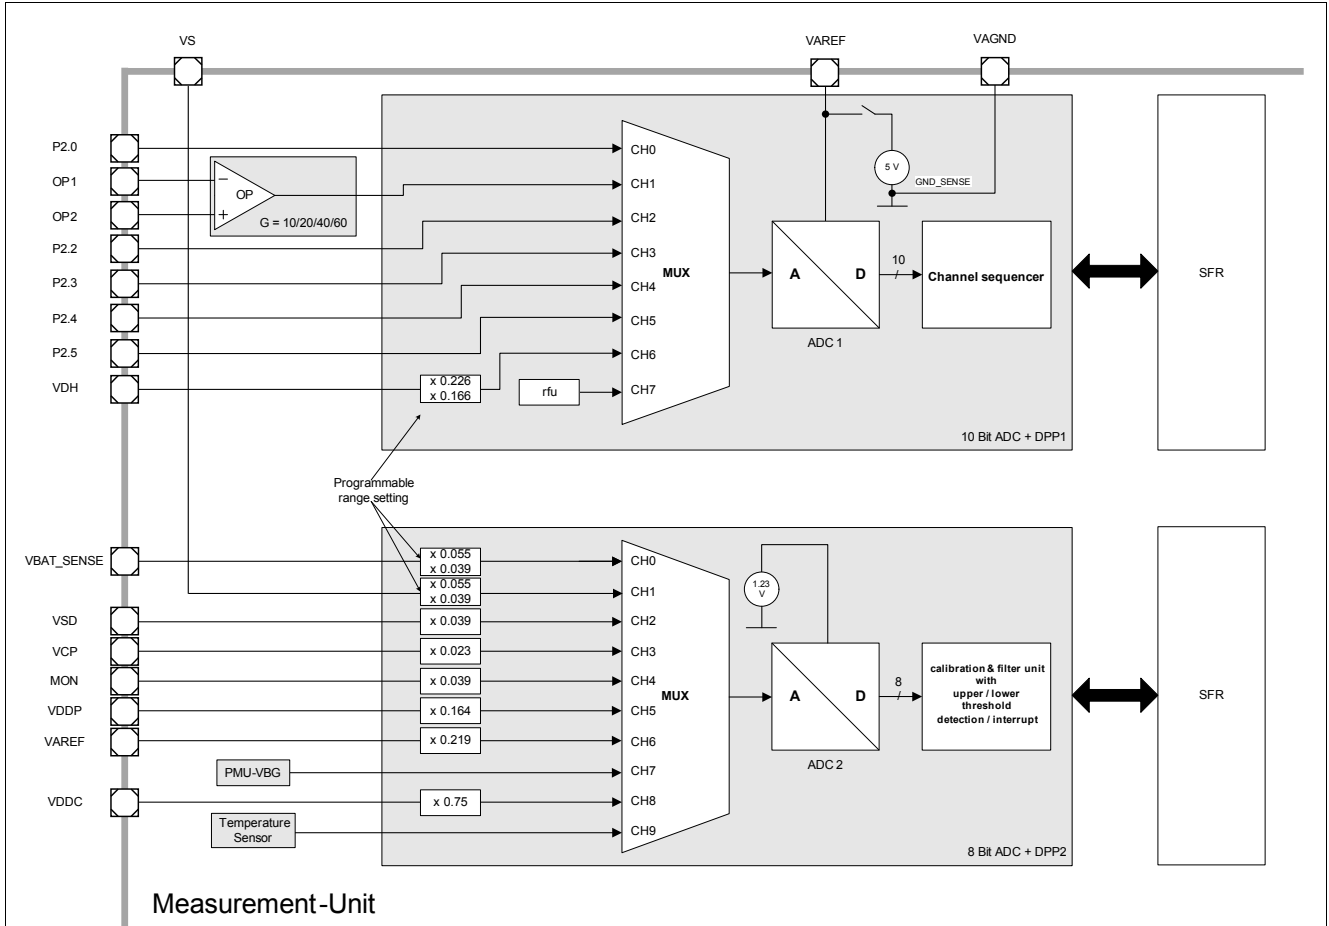 VS
VAREF
VAGND
P2.0
OP1
OP2
P2.2
P2.3
P2.4
P2.5
VDH
−
OP
+
G = 10/20/40/60
x 0.226
x 0.166
rfu
CH0
CH1
CH2
CH3
CH4
CH5
CH6
CH7
MUX
5 V
GND_SENSE
A
D
ADC 1
10
Channel sequencer
10 Bit ADC + DPP1
SFR
Programmable
range setting
VBAT_SENSE
VSD
VCP
MON
VDDP
VAREF
VDDC
PMU-VBG
Temperature
Sensor
x 0.055
x 0.039
x 0.055
x 0.039
x 0.039
x 0.023
x 0.039
x 0.164
x 0.219
x 0.75
CH0
CH1
CH2
CH3
CH4
CH5
CH6
CH7
CH8
CH9
MUX
1.23
V
A
D
ADC 2
8
calibration & filter unit
with
upper / lower
threshold
detection / interrupt
8 Bit ADC + DPP2
SFR
Measurement-Unit